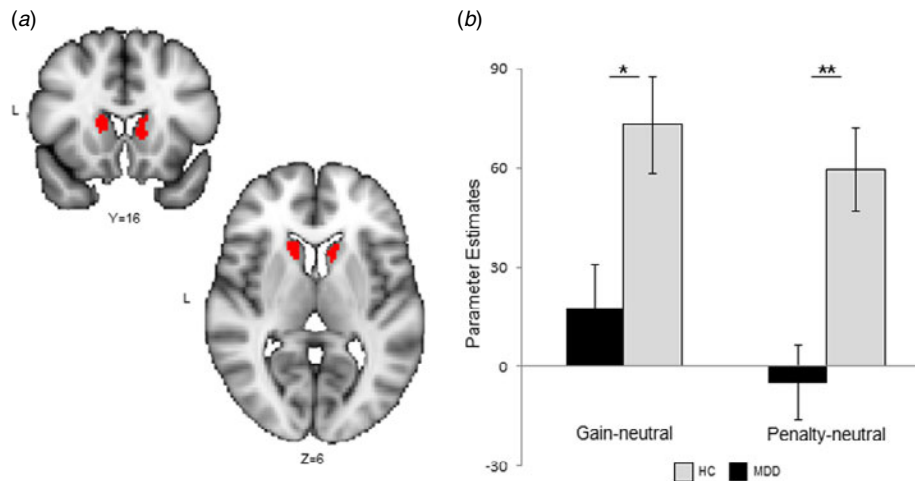 (a)
L
Y=16
L
Z=6
(b)
Parameter Estimates
90
60
30
0
-30
*
**
Gain-neutral
Penalty-neutral
HC
MDD